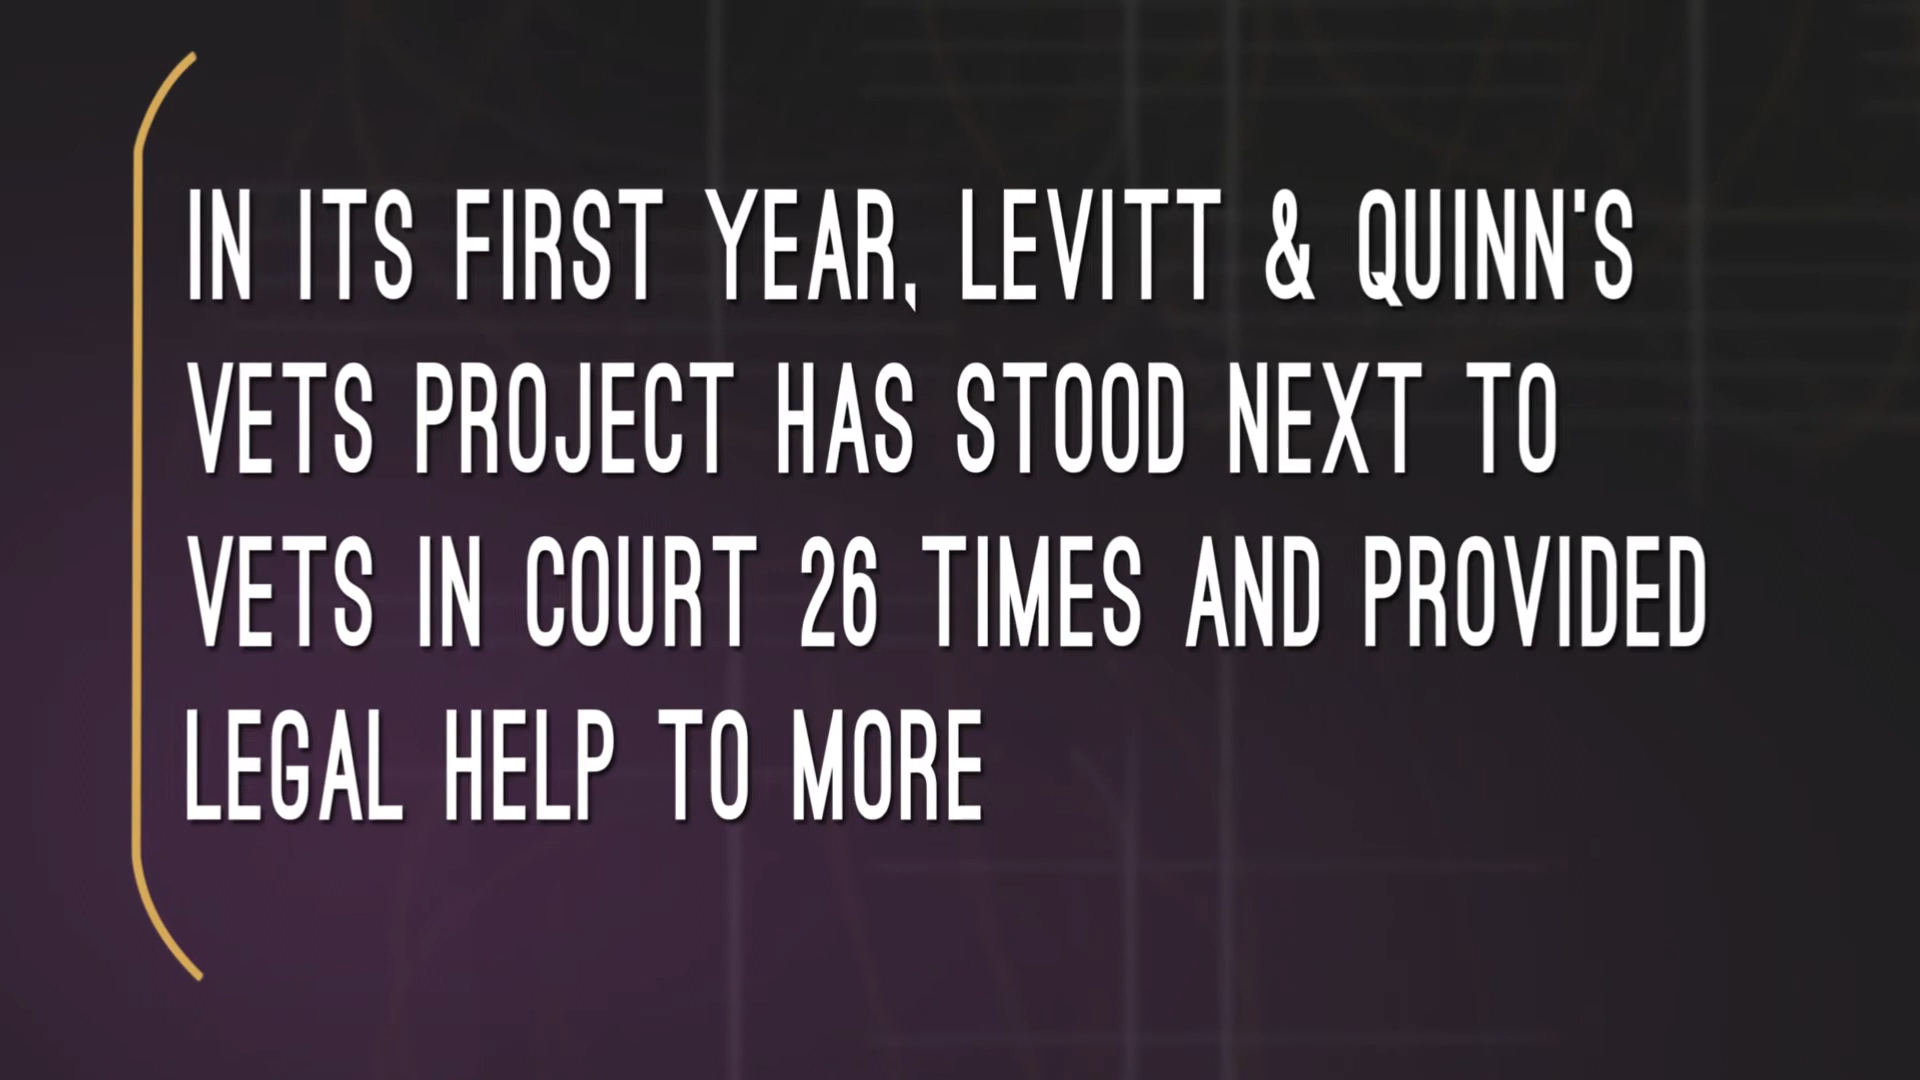 IN ITS FIRST YEAR, LEVITT & QUINN'S
VETS PROJECT HAS STOOD NEXT TO
VETS IN COURT 26 TIMES AND PROVIDED
LEGAL HELP TO MORE